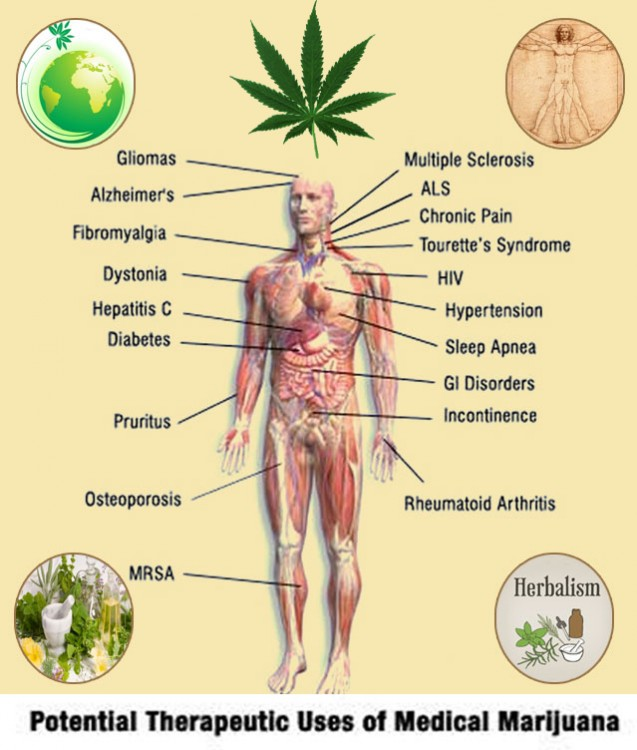 Gliomas
Alzheimer's
Fibromyalgia
Dystonia
Hepatitis C
Diabetes
Pruritus
Osteoporosis
MRSA
Multiple Sclerosis
ALS
Chronic Pain
Tourette's Syndrome
HIV
Hypertension
Sleep Apnea
GI Disorders
Incontinence
Rheumatoid Arthritis
Herbalism
Potential Therapeutic Uses of Medical Marijuana